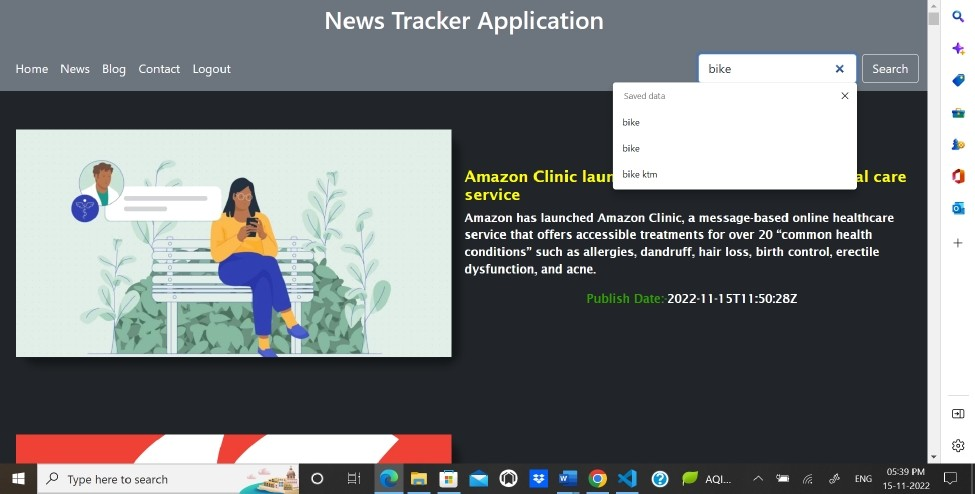 News Tracker Application
Home News Blog Contact Logout
bike
Search
Saved data
bike
bike
bike ktm
Amazon Clinic laun al care
service
Amazon has launched Amazon Clinic, a message-based online healthcare
service that offers accessible treatments for over 20 “common health
conditions” such as allergies, dandruff, hair loss, birth control, erectile
dysfunction, and acne.
Publish Date: 2022-11-15T11:50:28Z
Type here to search
AQI...
ENG
05:39 PM
15-11-2022